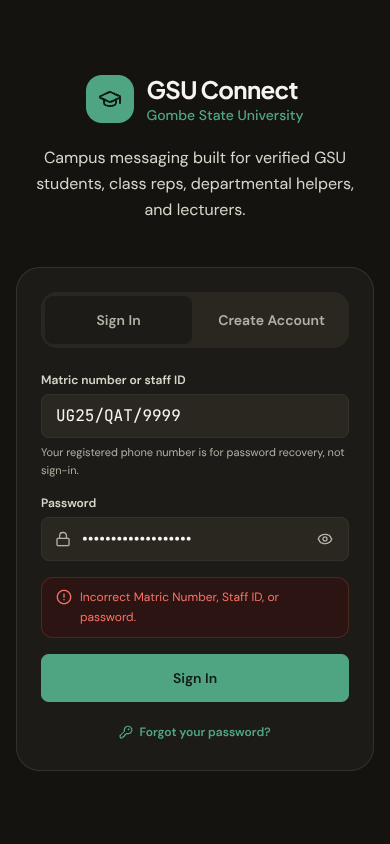 GSU Connect
Gombe State University
Campus messaging built for verified GSU
students, class reps, departmental helpers,
and lecturers.
Sign In
Create Account
Matric number or staff ID
UG25/QAT/9999
Your registered phone number is for password recovery, not
sign-in.
Password
••••••••••••••••••••
Incorrect Matric Number, Staff ID, or
password.
Sign In
Forgot your password?